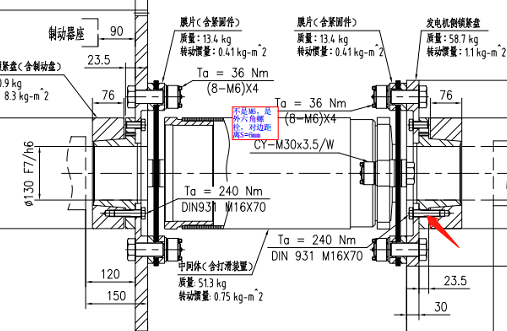 膜片(含紧固件)
质量: 13.4 kg
转动惯量: 0.41 kg-m^2
膜片(含紧固件)
质量: 13.4 kg
转动惯量: 0.41 kg-m^2
发电机侧锁紧盘
质量: 58.7 kg
转动惯量: 1.1 kg-m^2
制动器座
90
23.5
紧盘(含制动盘)
0.9 kg
8.3 kg-m^2
76
Ta = 36 Nm
(8-M6)X4
Ta = 36 Nm
(8-M6)X4
76
不是M6,是
外六角螺
栓,对边距
离S=8mm
CY-M30x3.5/W
ϕ130 F7/h6
Ta = 240 Nm
DIN931 M16X70
Ta = 240 Nm
DIN 931 M16X70
中间体(含打滑装置)
质量: 51.3 kg
转动惯量: 0.75 kg-m^2
120
150
23.5
30